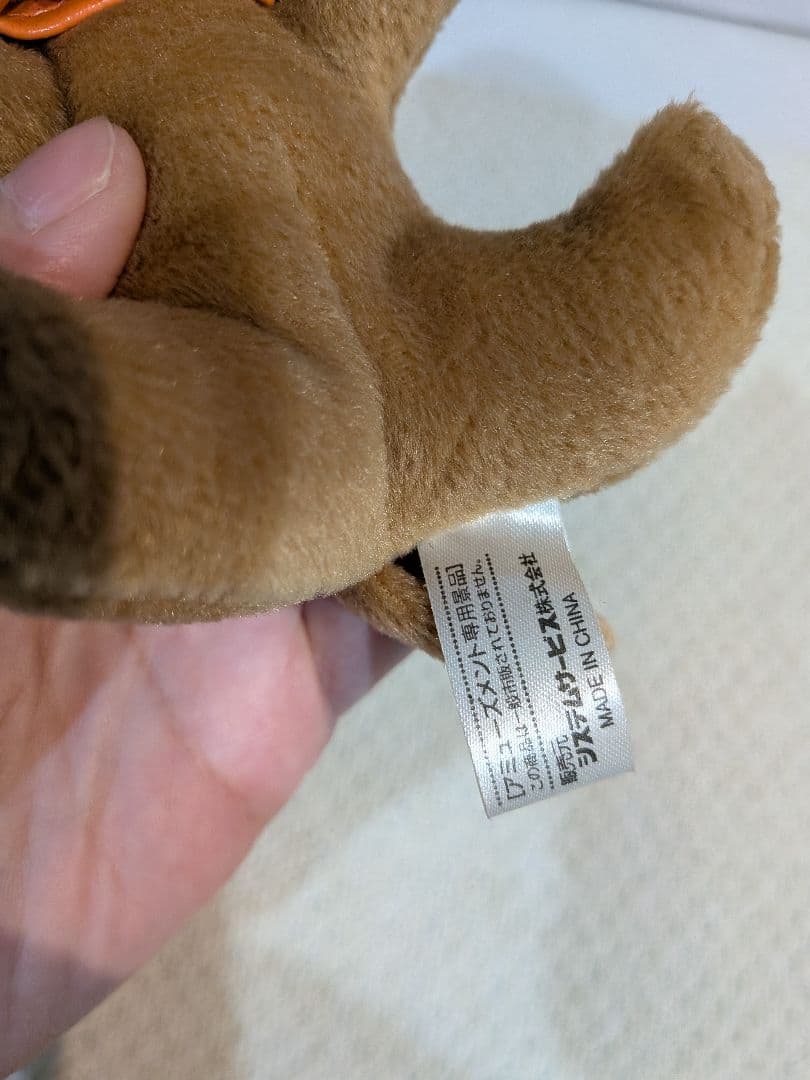 [アミューズメント専用景品]
この商品は一般市販されておりません。
販売元
システムサービス株式会社
MADE IN CHINA